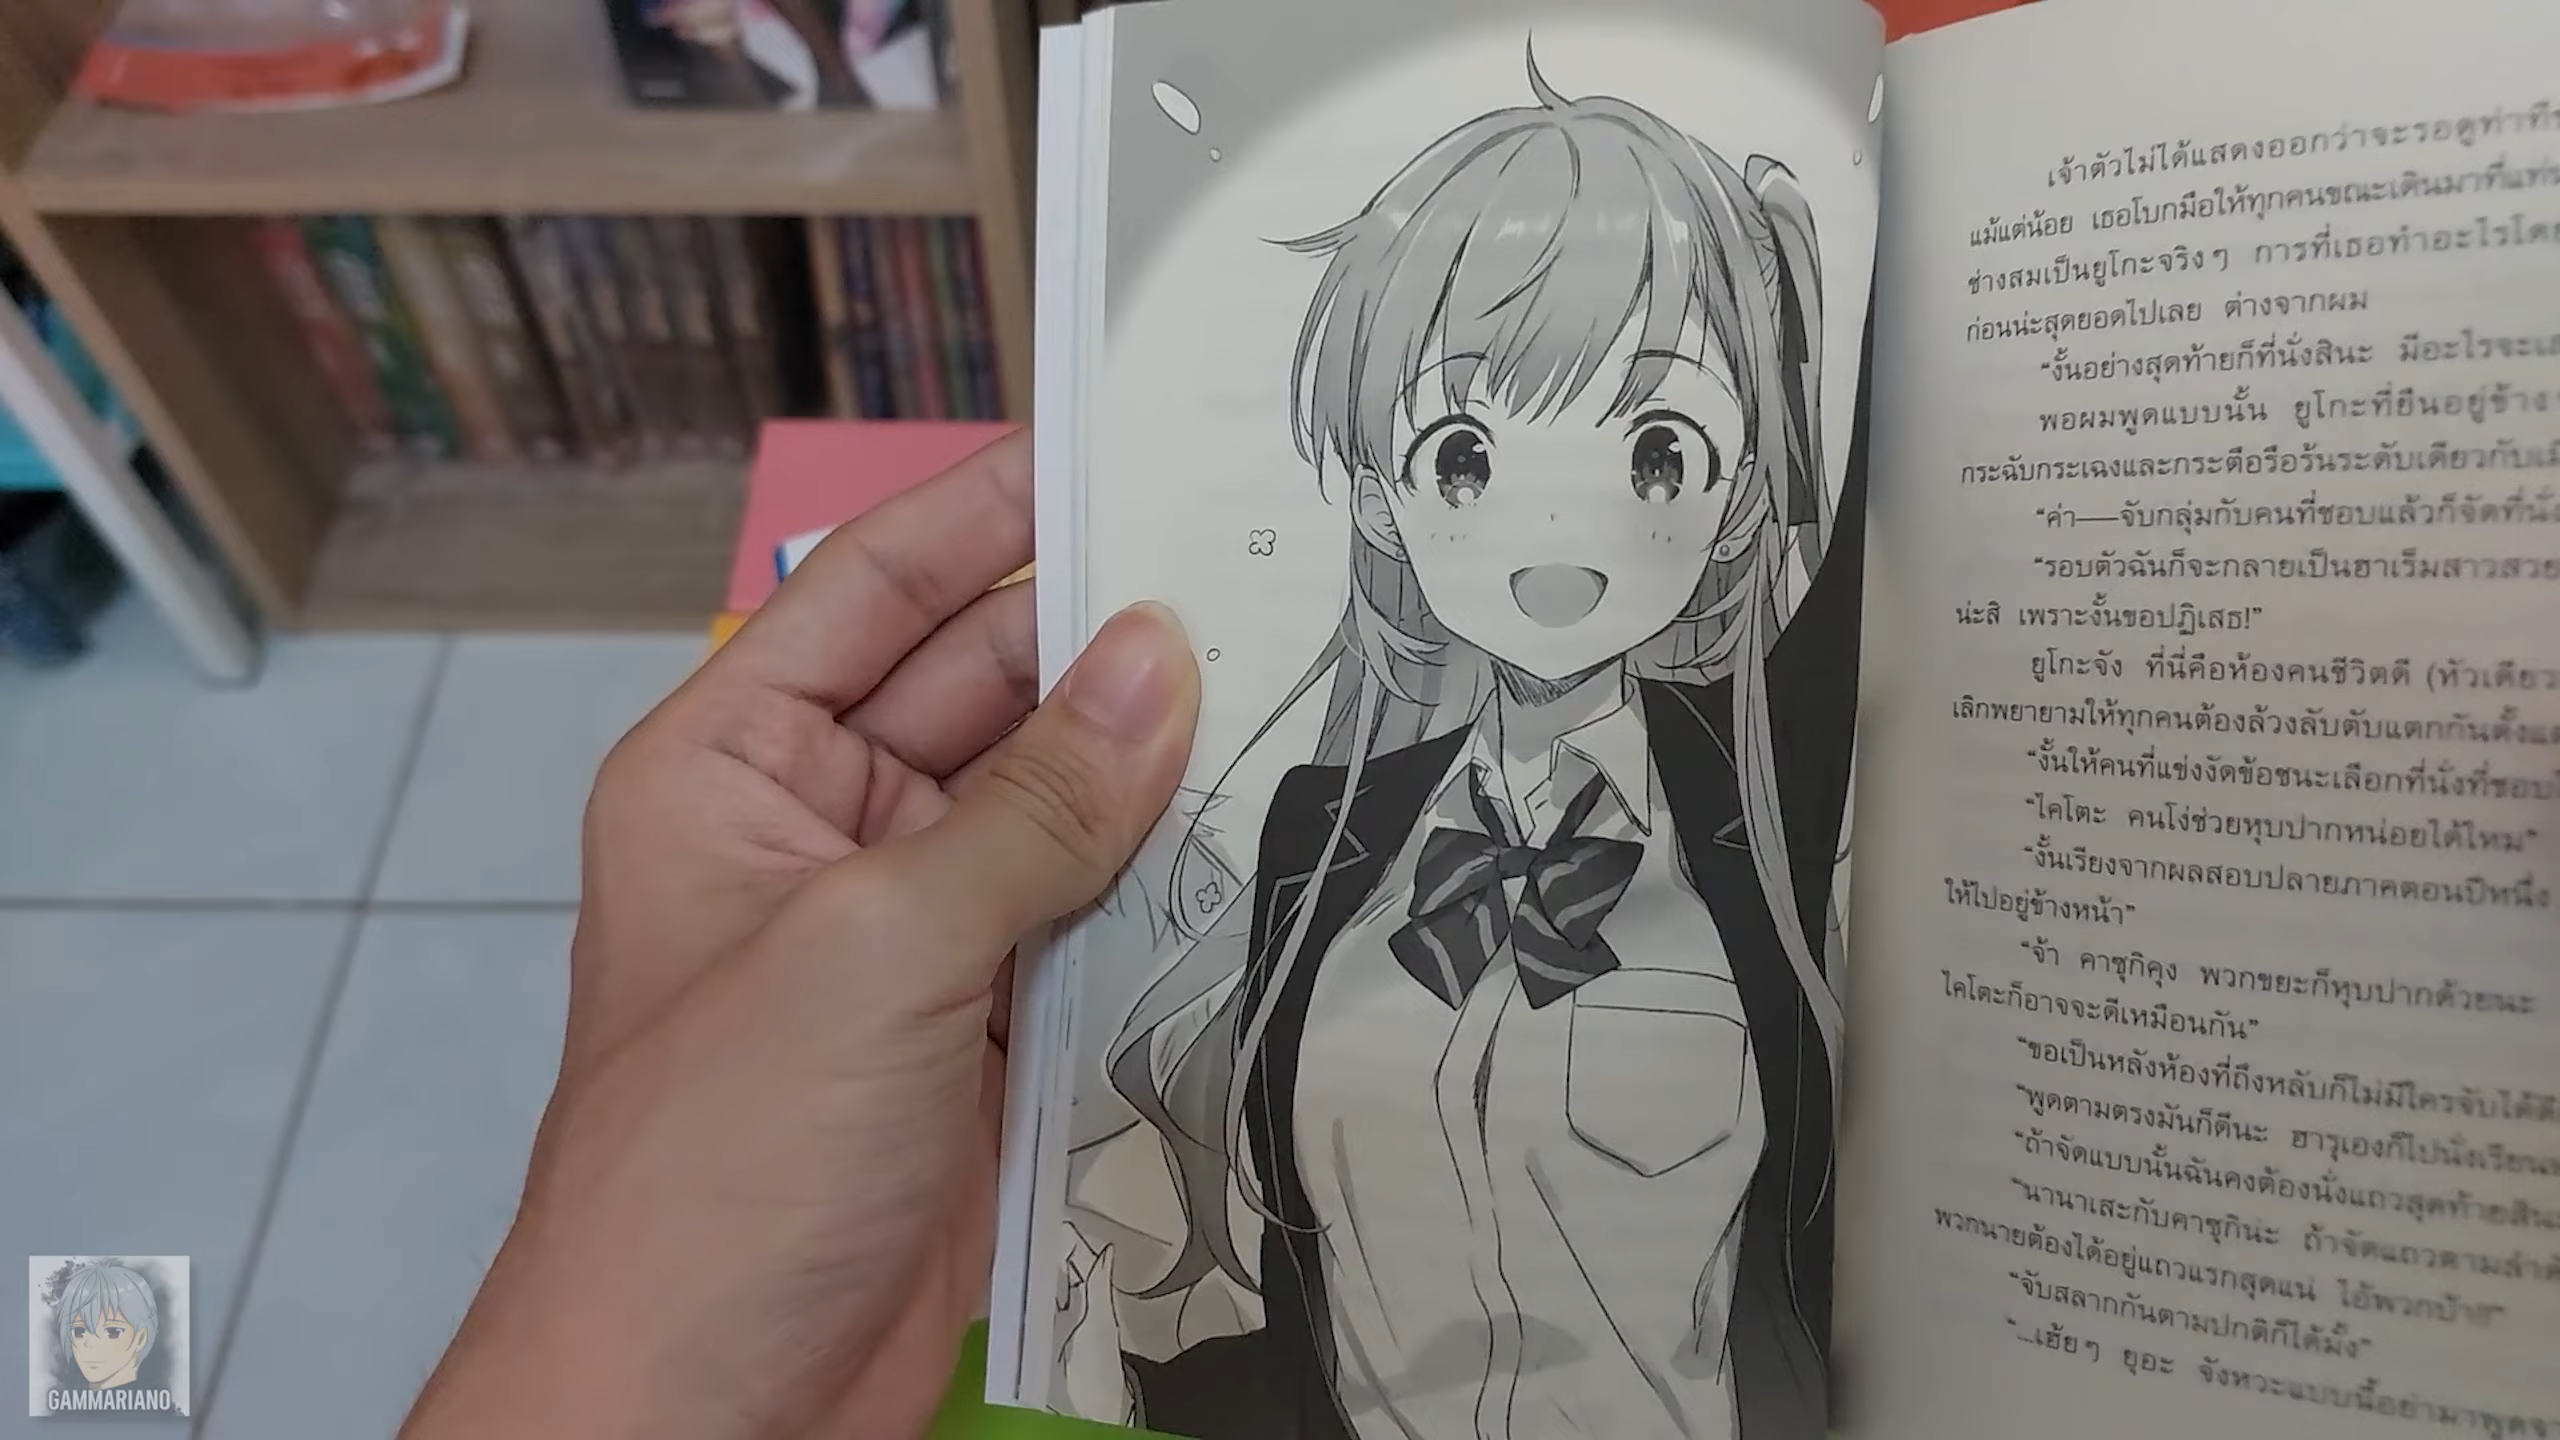 เจ้าตัวไม่ได้แสดงออกว่าจะรอดูท่าที
แม้แต่น้อย เธอโบกมือให้ทุกคนขณะเดินมาที่แท่น
ช่างสมเป็นยูโกะจริงๆ การที่เธอทำอะไรโดย
ก่อนน่ะสุดยอดไปเลย ต่างจากผม
“งั้นอย่างสุดท้ายก็ที่นั่งสินะ มีอะไรจะ
พอผมพูดแบบนั้น ยูโกะที่ยืนอยู่ข้าง
กระฉับกระเฉงและกระตือรือร้นระดับเดียวกับ
“ค่า──จับกลุ่มกับคนที่ชอบแล้วก็จัดที่นั่ง
“รอบตัวฉันก็จะกลายเป็นฮาเร็มสาวสวย
น่ะสิ เพราะงั้นขอปฏิเสธ!”
ยูโกะจัง ที่นี่คือห้องคนชีวิตดี (หัวเดียว
เลิกพยายามให้ทุกคนต้องล้วงลับตับแตกกันตั้งแต่
“งั้นให้คนที่แข่งงัดข้อชนะเลือกที่นั่งที่ชอบ
“ไคโตะ คนโง่ช่วยหุบปากหน่อยได้ไหม”
“งั้นเรียงจากผลสอบปลายภาคตอนปีหนึ่ง
ให้ไปอยู่ข้างหน้า”
“จ้า คาซุกิคุง พวกขยะก็หุบปากด้วยนะ
ไคโตะก็อาจจะดีเหมือนกัน”
“ขอเป็นหลังห้องที่ถึงหลับก็ไม่มีใครจับได้
“พูดตามตรงมันก็ดีนะ ฮารุเองก็ไปนั่งเรียน
“ถ้าจัดแบบนั้นฉันคงต้องนั่งแถวสุดท้ายสินะ
“นานาเสะกับคาซุกิน่ะ ถ้าจัดแถวตามลำดับ
พวกนายต้องได้อยู่แถวแรกสุดแน่ ไอ้พวกบ้า!”
“จับสลากกันตามปกติก็ได้มั้ง”
“...เฮ้ยๆ ยุอะ จังหวะแบบนี้อย่ามาพูด
GAMMARIANO